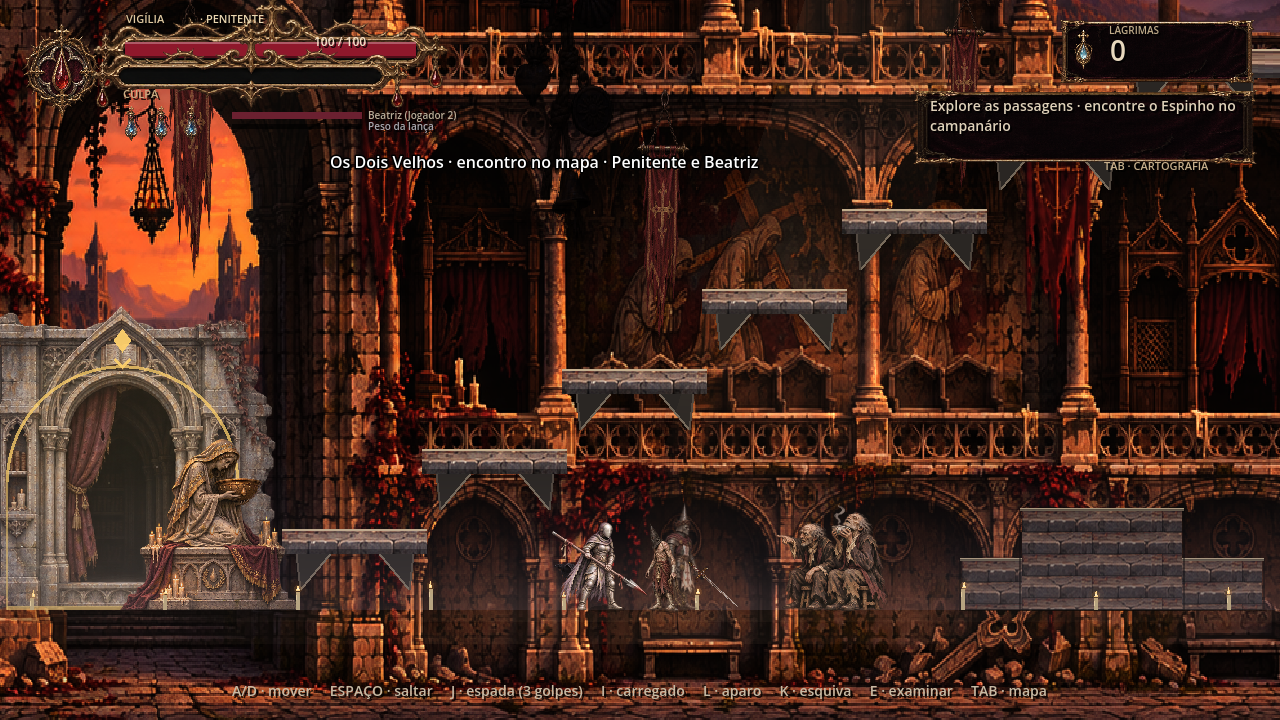 VIGÍLIA · PENITENTE
100 / 100
CULPA
Beatriz (Jogador 2)
Peso da lança
LÁGRIMAS
0
Explore as passagens · encontre o Espinho no
campanário
TAB · CARTOGRAFIA
Os Dois Velhos · encontro no mapa · Penitente e Beatriz
A/D · mover ESPAÇO · saltar J · espada (3 golpes) I · carregado L · aparo K · esquiva E · examinar TAB · mapa